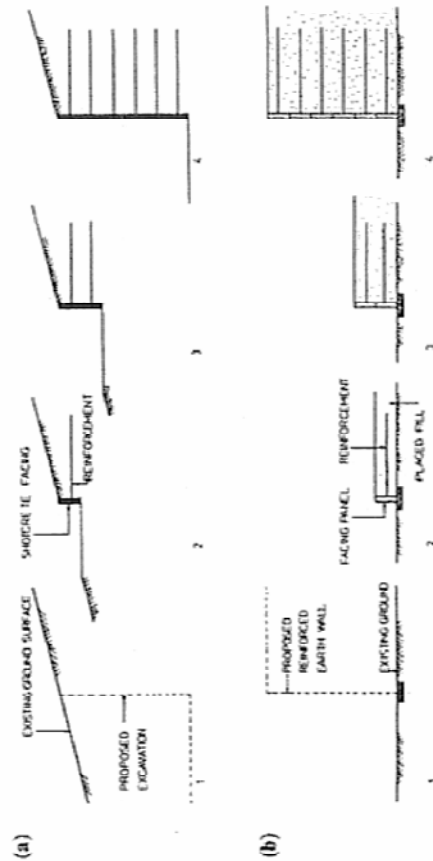 (a)
EXISTING GROUND SURFACE
PROPOSED
EXCAVATION
1
SHOTCRETE FACING
REINFORCEMENT
2
3
4
(b)
PROPOSED
REINFORCED
EARTH WALL
EXISTING GROUND
1
FACING PANEL
REINFORCEMENT
PLACED FILL
2
3
4